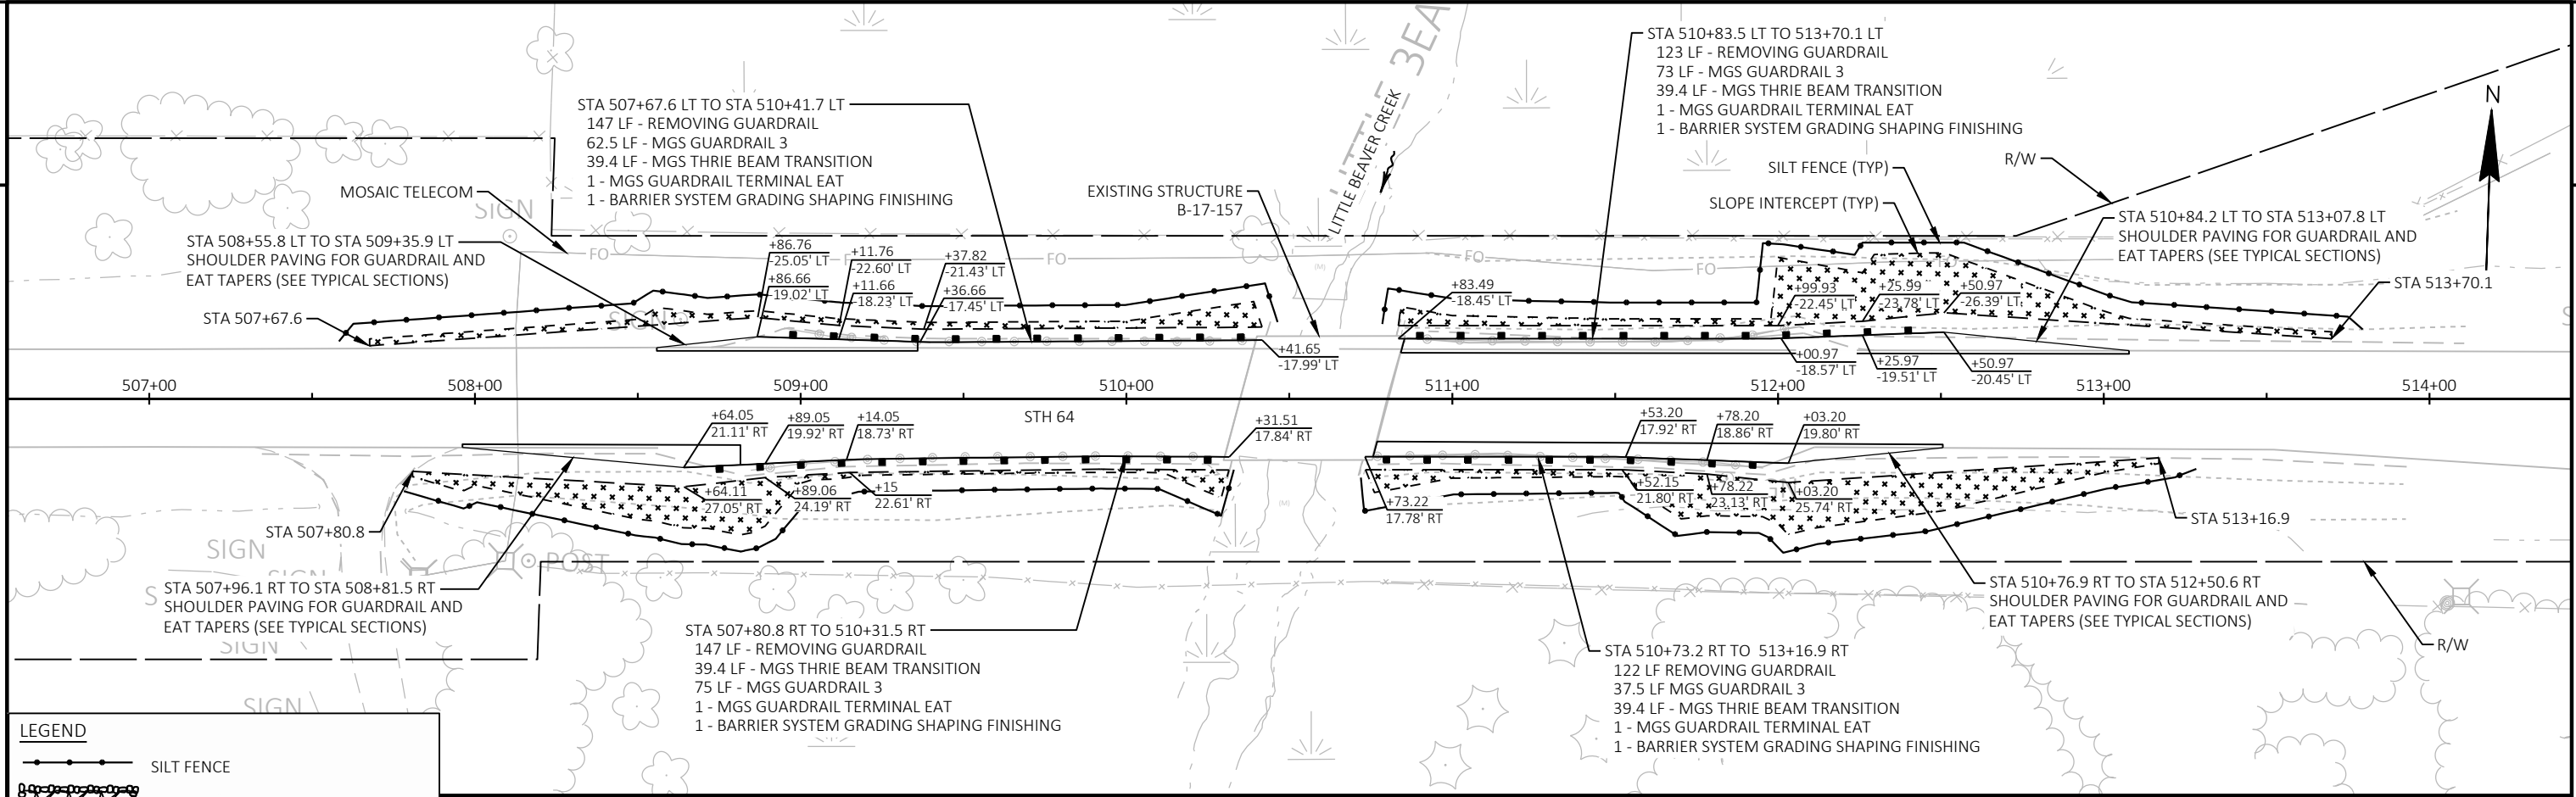 STA 507+67.6 LT TO STA 510+41.7 LT
147 LF - REMOVING GUARDRAIL
62.5 LF - MGS GUARDRAIL 3
39.4 LF - MGS THRIE BEAM TRANSITION
1 - MGS GUARDRAIL TERMINAL EAT
1 - BARRIER SYSTEM GRADING SHAPING FINISHING
STA 510+83.5 LT TO 513+70.1 LT
123 LF - REMOVING GUARDRAIL
73 LF - MGS GUARDRAIL 3
39.4 LF - MGS THRIE BEAM TRANSITION
1 - MGS GUARDRAIL TERMINAL EAT
1 - BARRIER SYSTEM GRADING SHAPING FINISHING
N
MOSAIC TELECOM
SIGN
EXISTING STRUCTURE
B-17-157
LITTLE BEAVER CREEK
SILT FENCE (TYP)
SLOPE INTERCEPT (TYP)
R/W
STA 508+55.8 LT TO STA 509+35.9 LT
SHOULDER PAVING FOR GUARDRAIL AND
EAT TAPERS (SEE TYPICAL SECTIONS)
STA 510+84.2 LT TO STA 513+07.8 LT
SHOULDER PAVING FOR GUARDRAIL AND
EAT TAPERS (SEE TYPICAL SECTIONS)
STA 507+67.6
STA 513+70.1
FO
FO
FO
FO
SIGN
+86.76
-25.05' LT
+86.66
-19.02' LT
+11.76
-22.60' LT
+11.66
-18.23' LT
+37.82
-21.43' LT
+36.66
-17.45' LT
+41.65
-17.99' LT
+83.49
-18.45' LT
+99.93
-22.45' LT
+25.99
-23.78' LT
+50.97
-26.39' LT
+00.97
-18.57' LT
+25.97
-19.51' LT
+50.97
-20.45' LT
507+00
508+00
509+00
510+00
511+00
512+00
513+00
514+00
STH 64
+64.05
21.11' RT
+89.05
19.92' RT
+14.05
18.73' RT
+31.51
17.84' RT
+53.20
17.92' RT
+78.20
18.86' RT
+03.20
19.80' RT
+64.11
27.05' RT
+89.06
24.19' RT
+15
22.61' RT
+73.22
17.78' RT
+52.15
21.80' RT
+78.22
23.13' RT
+03.20
25.74' RT
STA 507+80.8
STA 513+16.9
SIGN
POST
(M)
(M)
STA 507+96.1 RT TO STA 508+81.5 RT
SHOULDER PAVING FOR GUARDRAIL AND
EAT TAPERS (SEE TYPICAL SECTIONS)
SIGN
SIGN
STA 507+80.8 RT TO 510+31.5 RT
147 LF - REMOVING GUARDRAIL
39.4 LF - MGS THRIE BEAM TRANSITION
75 LF - MGS GUARDRAIL 3
1 - MGS GUARDRAIL TERMINAL EAT
1 - BARRIER SYSTEM GRADING SHAPING FINISHING
STA 510+73.2 RT TO 513+16.9 RT
122 LF REMOVING GUARDRAIL
37.5 LF MGS GUARDRAIL 3
39.4 LF - MGS THRIE BEAM TRANSITION
1 - MGS GUARDRAIL TERMINAL EAT
1 - BARRIER SYSTEM GRADING SHAPING FINISHING
STA 510+76.9 RT TO STA 512+50.6 RT
SHOULDER PAVING FOR GUARDRAIL AND
EAT TAPERS (SEE TYPICAL SECTIONS)
R/W
LEGEND
SILT FENCE